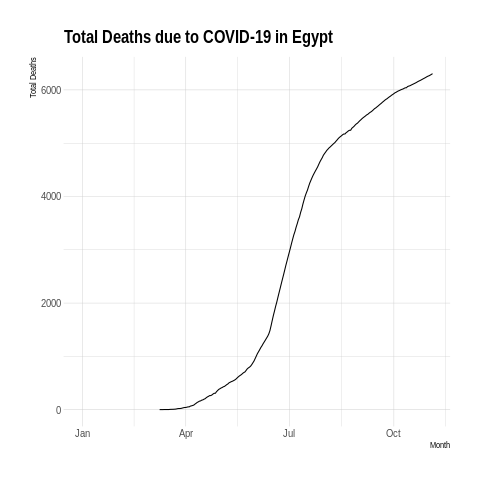 Total Deaths due to COVID-19 in Egypt
Total Deaths
6000
4000
2000
0
Jan Apr Jul Oct
Month